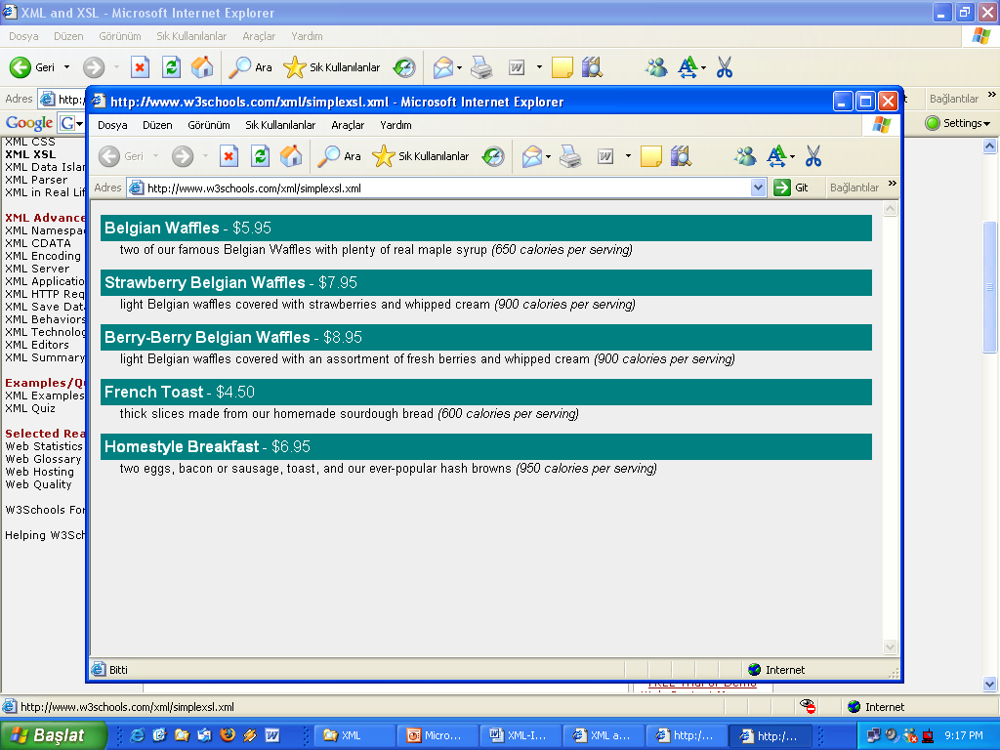 XML and XSL - Microsoft Internet Explorer
Dosya Düzen Görünüm Sık Kullanılanlar Araçlar Yardım
Geri Ara Sık Kullanılanlar
Adres http:/ Bağlantılar »
Google G Settings
XML CSS
XML XSL
XML Data Islan
XML Parser
XML in Real Lif
XML Advance
XML Namespac
XML CDATA
XML Encoding
XML Server
XML Applicatio
XML HTTP Req
XML Save Data
XML Behaviors
XML Technolog
XML Editors
XML Summary
Examples/Qu
XML Examples
XML Quiz
Selected Rea
Web Statistics
Web Glossary
Web Hosting
Web Quality
W3Schools For
Helping W3Sch
http://www.w3schools.com/xml/simplexsl.xml - Microsoft Internet Explorer
Dosya Düzen Görünüm Sık Kullanılanlar Araçlar Yardım
Geri Ara Sık Kullanılanlar
Adres http://www.w3schools.com/xml/simplexsl.xml Git Bağlantılar »
Belgian Waffles - $5.95
two of our famous Belgian Waffles with plenty of real maple syrup (650 calories per serving)
Strawberry Belgian Waffles - $7.95
light Belgian waffles covered with strawberries and whipped cream (900 calories per serving)
Berry-Berry Belgian Waffles - $8.95
light Belgian waffles covered with an assortment of fresh berries and whipped cream (900 calories per serving)
French Toast - $4.50
thick slices made from our homemade sourdough bread (600 calories per serving)
Homestyle Breakfast - $6.95
two eggs, bacon or sausage, toast, and our ever-popular hash browns (950 calories per serving)
Bitti Internet
FREE Trial or Demo
http://www.w3schools.com/xml/simplexsl.xml Internet
Başlat XML Micro... XML-I... XML a... http:/... http:/... 9:17 PM